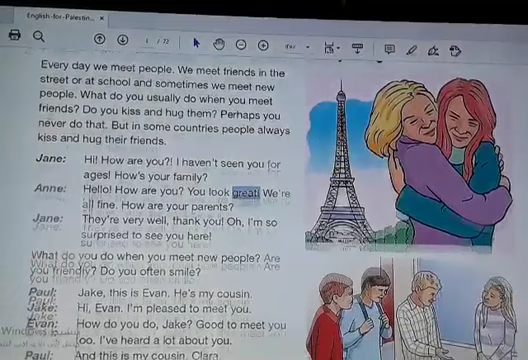 English-for-Palestin...
1 / 72
Every day we meet people. We meet friends in the
street or at school and sometimes we meet new
people. What do you usually do when you meet
friends? Do you kiss and hug them? Perhaps you
never do that. But in some countries people always
kiss and hug their friends.
Jane: Hi! How are you?! I haven't seen you for
ages! How's your family?
Anne: Hello! How are you? You look great! We're
all fine. How are your parents?
Jane: They're very well, thank you! Oh, I'm so
surprised to see you here!
What do you do when you meet new people? Are
you friendly? Do you often smile?
Paul: Jake, this is Evan. He's my cousin.
Jake: Hi, Evan. I'm pleased to meet you.
Evan: How do you do, Jake? Good to meet you
too. I've heard a lot about you.
Paul: And this is my cousin, Clara.